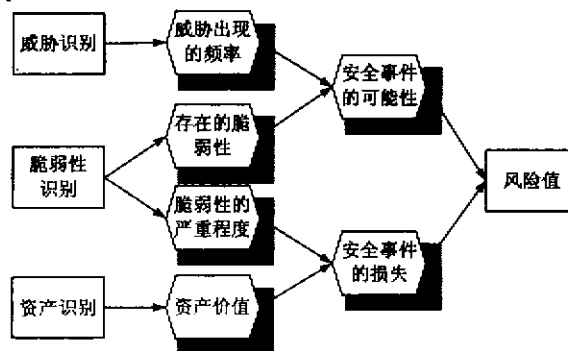 威胁识别
威胁出现
的频率
安全事件
的可能性
存在的脆
弱性
脆弱性
识别
风险值
脆弱性的
严重程度
安全事件
的损失
资产识别
资产价值